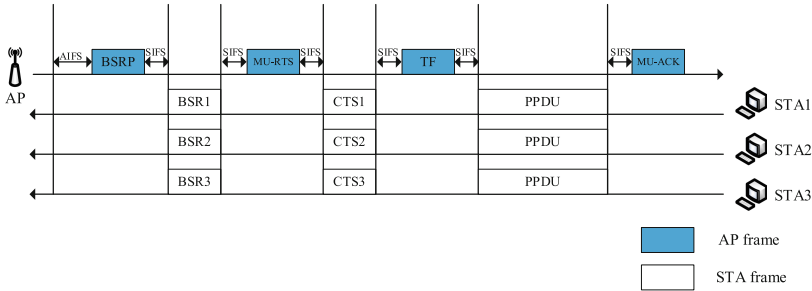 AIFS BSRP SIFS SIFS MU-RTS SIFS SIFS TF SIFS SIFS MU-ACK
AP
BSR1 CTS1 PPDU STA1
BSR2 CTS2 PPDU STA2
BSR3 CTS3 PPDU STA3
AP frame
STA frame